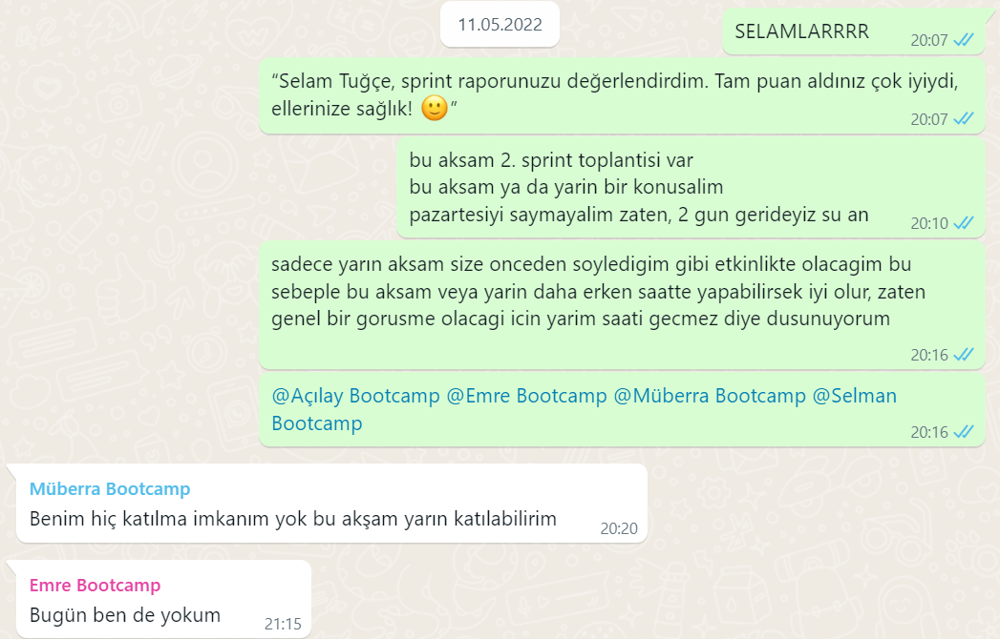 11.05.2022
SELAMLARRRR
20:07
“Selam Tuğçe, sprint raporunuzu değerlendirdim. Tam puan aldınız çok iyiydi,
ellerinize sağlık! 🙂”
20:07
bu aksam 2. sprint toplantisi var
bu aksam ya da yarin bir konusalim
pazartesiyi saymayalim zaten, 2 gun gerideyiz su an
20:10
sadece yarın aksam size onceden soyledigim gibi etkinlikte olacagim bu
sebeple bu aksam veya yarin daha erken saatte yapabilirsek iyi olur, zaten
genel bir gorusme olacagi icin yarim saati gecmez diye dusunuyorum
20:16
@Açılay Bootcamp @Emre Bootcamp @Müberra Bootcamp @Selman
Bootcamp
20:16
Müberra Bootcamp
Benim hiç katılma imkanım yok bu akşam yarın katılabilirim
20:20
Emre Bootcamp
Bugün ben de yokum
21:15